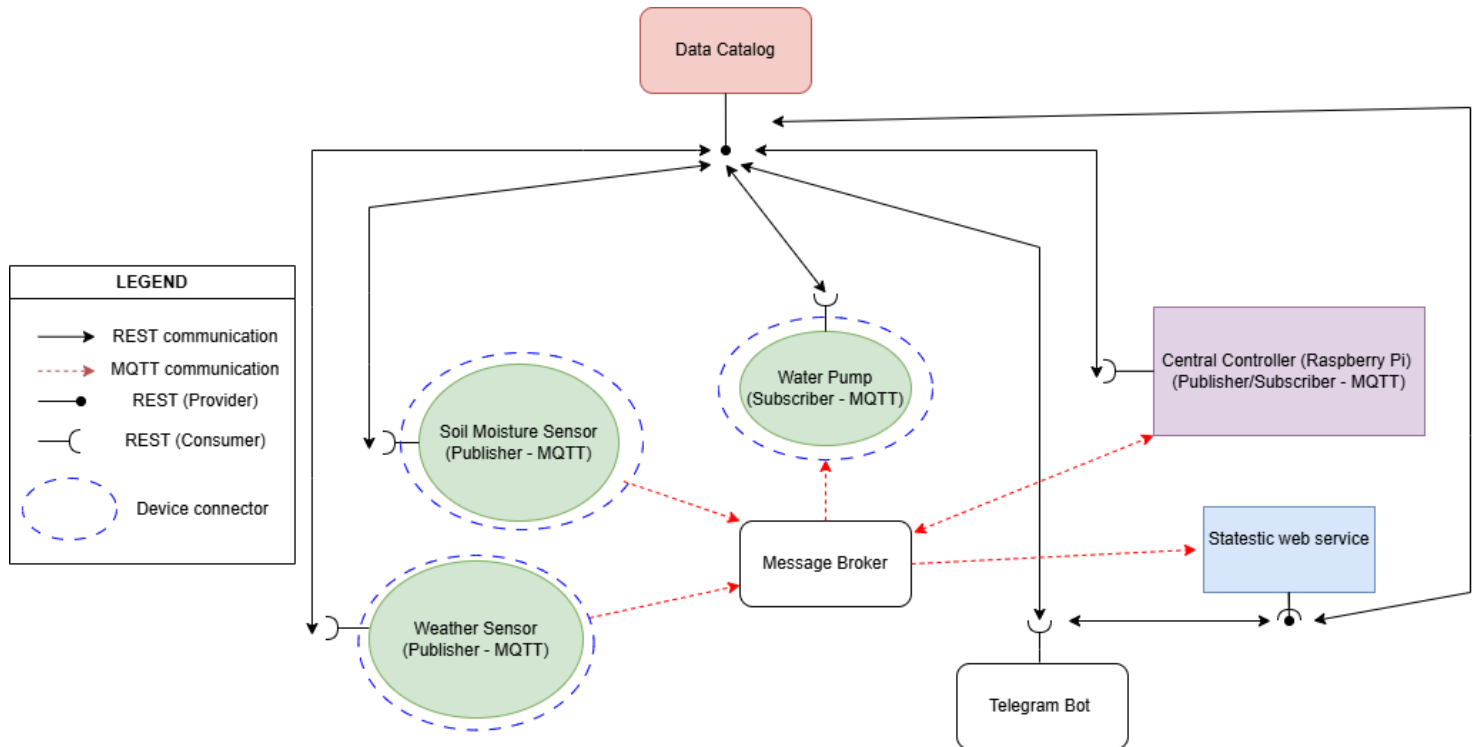 Data Catalog
LEGEND
REST communication
MQTT communication
REST (Provider)
REST (Consumer)
Device connector
Water Pump
(Subscriber - MQTT)
Central Controller (Raspberry Pi)
(Publisher/Subscriber - MQTT)
Soil Moisture Sensor
(Publisher - MQTT)
Message Broker
Statestic web service
Weather Sensor
(Publisher - MQTT)
Telegram Bot